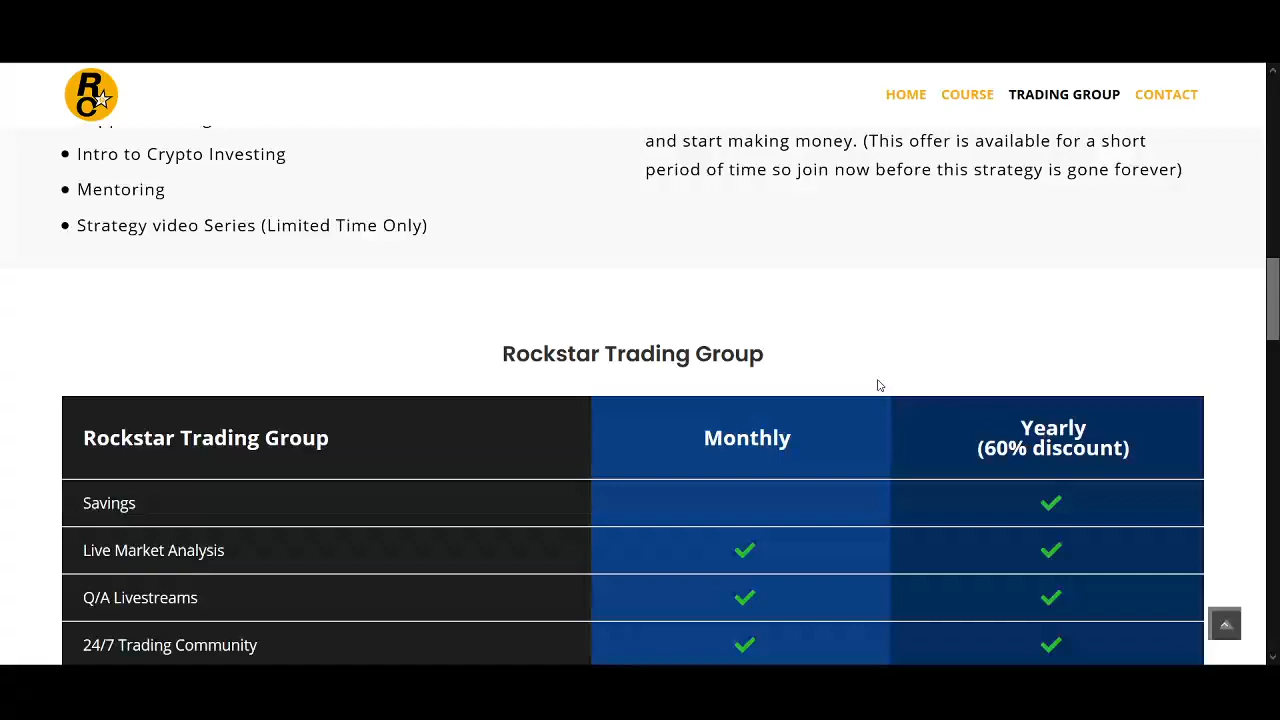 R
C
HOME COURSE TRADING GROUP CONTACT
and start making money. (This offer is available for a short
• Intro to Crypto Investing
period of time so join now before this strategy is gone forever)
• Mentoring
• Strategy video Series (Limited Time Only)
Rockstar Trading Group
Rockstar Trading Group Monthly Yearly
(60% discount)
Savings
Live Market Analysis
Q/A Livestreams
24/7 Trading Community